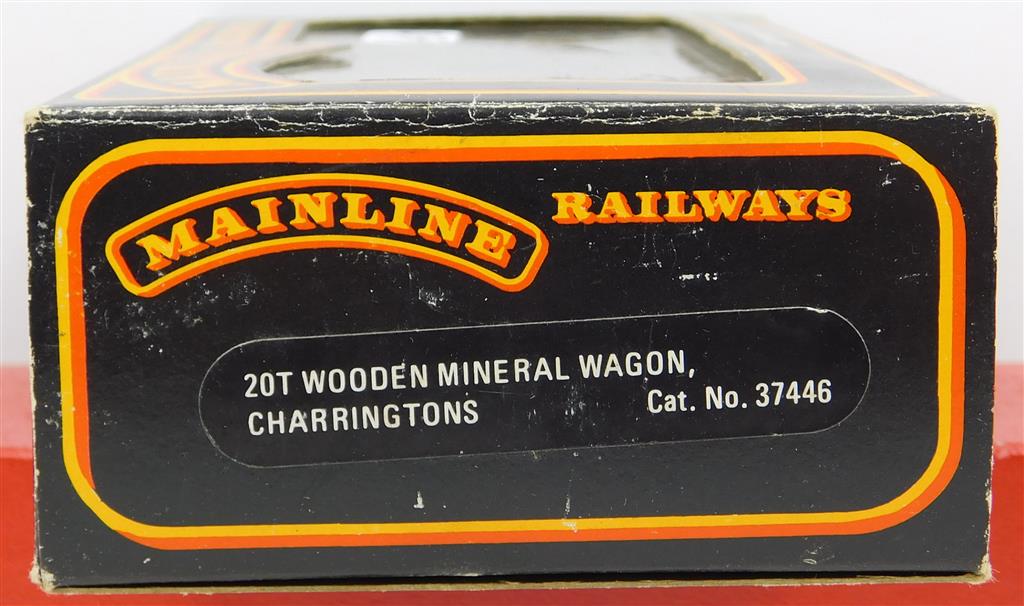 MAINLINE RAILWAYS
20T WOODEN MINERAL WAGON,
CHARRINGTONS Cat. No. 37446